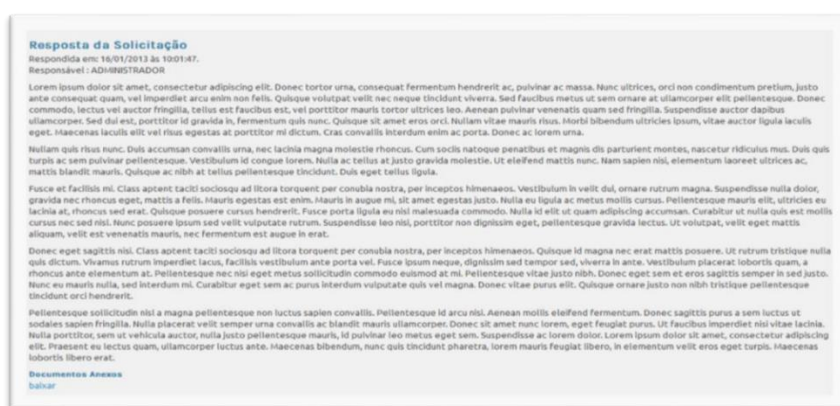 Resposta da Solicitação
Respondida em: 16/01/2013 às 10:01:47.
Responsável : ADMINISTRADOR
Lorem ipsum dolor sit amet, consectetur adipiscing elit. Donec tortor urna, consequat fermentum hendrerit ac, pulvinar ac massa. Nunc ultrices, orci non condimentum pretium, justo
ante consequat quam, vel imperdiet arcu enim non felis. Quisque volutpat velit nec neque tincidunt viverra. Sed faucibus metus ut sem ornare at ullamcorper elit pellentesque. Donec
commodo, lectus vel auctor fringilla, tellus est faucibus est, vel porttitor mauris tortor ultrices leo. Aenean pulvinar venenatis quam sed fringilla. Suspendisse auctor dapibus
ullamcorper. Sed dui est, porttitor id gravida in, fermentum quis nunc. Quisque sit amet eros orci. Nullam vitae mauris risus. Morbi bibendum ultricies ipsum, vitae auctor ligula iaculis
eget. Maecenas iaculis elit vel risus egestas at porttitor mi dictum. Cras convallis interdum enim ac porta. Donec ac lorem urna.
Nullam quis risus nunc. Duis accumsan convallis urna, nec lacinia magna molestie rhoncus. Cum sociis natoque penatibus et magnis dis parturient montes, nascetur ridiculus mus. Duis quis
turpis ac sem pulvinar pellentesque. Vestibulum id congue lorem. Nulla ac tellus at justo gravida molestie. Ut eleifend mattis nunc. Nam sapien nisi, elementum laoreet ultrices ac,
mattis blandit mauris. Quisque ac nibh at tellus pellentesque tincidunt. Duis eget tellus ligula.
Fusce et facilisis mi. Class aptent taciti sociosqu ad litora torquent per conubia nostra, per inceptos himenaeos. Vestibulum in velit dui, ornare rutrum magna. Suspendisse nulla dolor,
gravida nec rhoncus eget, mattis a felis. Mauris egestas est enim. Mauris in augue mi, sit amet egestas justo. Nulla eu ligula ac metus mollis cursus. Pellentesque mauris elit, ultricies eu
lacinia at, rhoncus sed erat. Quisque posuere cursus hendrerit. Fusce porta ligula eu nisi malesuada commodo. Nulla id elit ut quam adipiscing accumsan. Curabitur ut nulla quis est mollis
cursus nec sed nisi. Nunc posuere ipsum sed velit vulputate rutrum. Suspendisse leo nisi, porttitor non dignissim eget, pellentesque gravida lectus. Ut volutpat, velit eget mattis
aliquam, velit est venenatis mauris, nec fermentum est augue in erat.
Donec eget sagittis nisi. Class aptent taciti sociosqu ad litora torquent per conubia nostra, per inceptos himenaeos. Quisque id magna nec erat mattis posuere. Ut rutrum tristique nulla
quis dictum. Vivamus rutrum imperdiet lacus, facilisis vestibulum ante porta vel. Fusce ipsum neque, dignissim sed tempor sed, viverra in ante. Vestibulum placerat lobortis quam, a
rhoncus ante elementum at. Pellentesque nec nisi eget metus sollicitudin commodo euismod at mi. Pellentesque vitae justo nibh. Donec eget sem et eros sagittis semper in sed justo.
Nunc eu mauris nulla, sed interdum mi. Curabitur eget sem ac purus interdum vulputate quis vel magna. Donec vitae purus elit. Quisque ornare justo non nibh tristique pellentesque
tincidunt orci hendrerit.
Pellentesque sollicitudin nisl a magna pellentesque non luctus sapien convallis. Pellentesque id arcu nisi. Aenean mollis eleifend fermentum. Donec sagittis purus a sem luctus ut
sodales sapien fringilla. Nulla placerat velit semper urna convallis ac blandit mauris ullamcorper. Donec sit amet nunc lorem, eget feugiat purus. Ut faucibus imperdiet nisi vitae lacinia.
Nulla porttitor, sem ut vehicula auctor, nulla justo pellentesque mauris, id pulvinar leo metus eget sem. Suspendisse ac lorem dolor. Lorem ipsum dolor sit amet, consectetur adipiscing
elit. Praesent eu lectus quam, ullamcorper luctus ante. Maecenas bibendum, nunc quis tincidunt pharetra, lorem mauris feugiat libero, in elementum velit eros eget turpis. Maecenas
lobortis libero erat.
Documentos Anexos
baixar